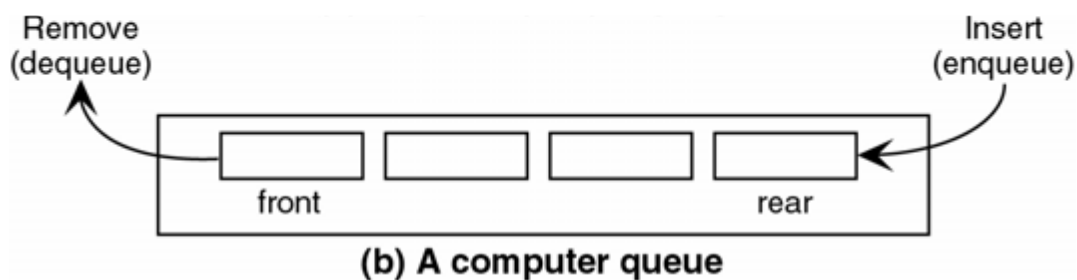 Remove
(dequeue)
Insert
(enqueue)
front
rear
(b) A computer queue